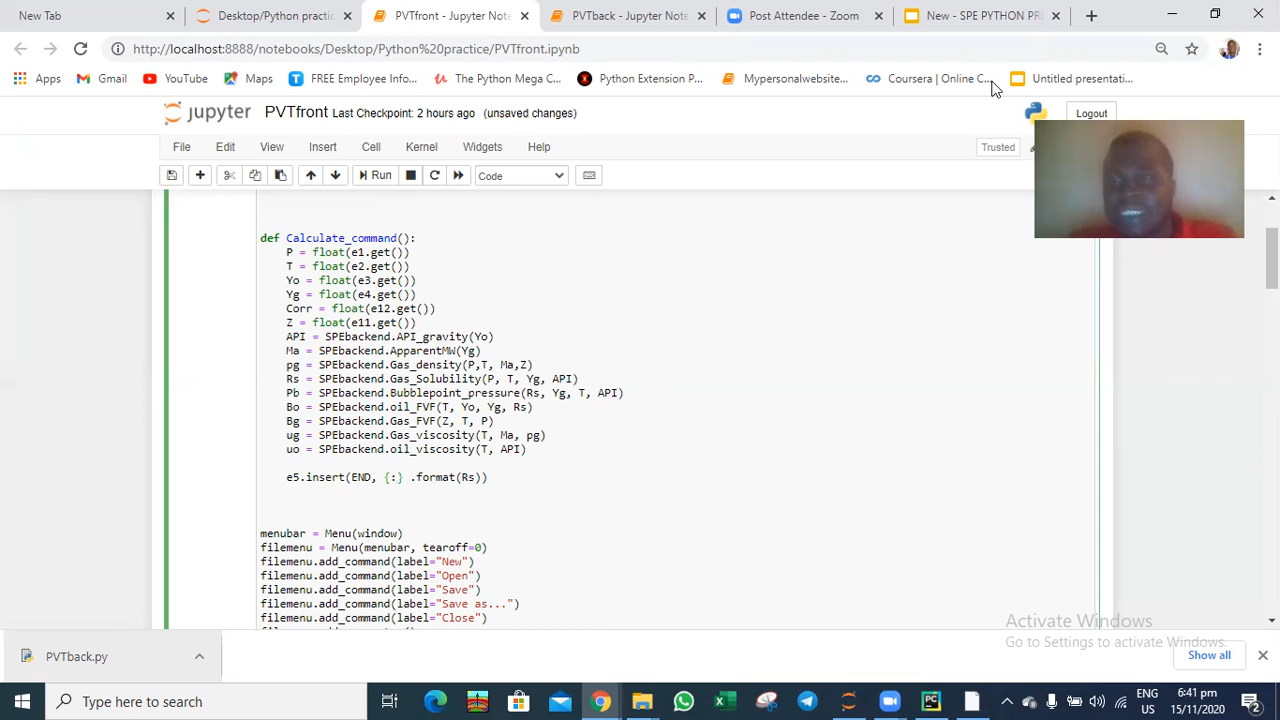 New Tab
Desktop/Python practic
PVTfront - Jupyter Note
PVTback - Jupyter Note
Post Attendee - Zoom
New - SPE PYTHON PR
http://localhost:8888/notebooks/Desktop/Python%20practice/PVTfront.ipynb
Apps
Gmail
YouTube
Maps
FREE Employee Info...
The Python Mega C...
Python Extension P...
Mypersonalwebsite...
Coursera | Online C...
Untitled presentati...
jupyter PVTfront Last Checkpoint: 2 hours ago (unsaved changes)
Logout
File Edit View Insert Cell Kernel Widgets Help
Trusted
Run
Code
def Calculate_command():
P = float(e1.get())
T = float(e2.get())
Yo = float(e3.get())
Yg = float(e4.get())
Corr = float(e12.get())
Z = float(e11.get())
API = SPEbackend.API_gravity(Yo)
Ma = SPEbackend.ApparentMW(Yg)
pg = SPEbackend.Gas_density(P,T, Ma,Z)
Rs = SPEbackend.Gas_Solubility(P, T, Yg, API)
Pb = SPEbackend.Bubblepoint_pressure(Rs, Yg, T, API)
Bo = SPEbackend.oil_FVF(T, Yo, Yg, Rs)
Bg = SPEbackend.Gas_FVF(Z, T, P)
ug = SPEbackend.Gas_viscosity(T, Ma, pg)
uo = SPEbackend.oil_viscosity(T, API)
e5.insert(END, {:} .format(Rs))
menubar = Menu(window)
filemenu = Menu(menubar, tearoff=0)
filemenu.add_command(label="New")
filemenu.add_command(label="Open")
filemenu.add_command(label="Save")
filemenu.add_command(label="Save as...")
filemenu.add_command(label="Close")
Activate Windows
Go to Settings to activate Windows.
PVTback.py
Show all
Type here to search
ENG
US
6:41 pm
15/11/2020
2